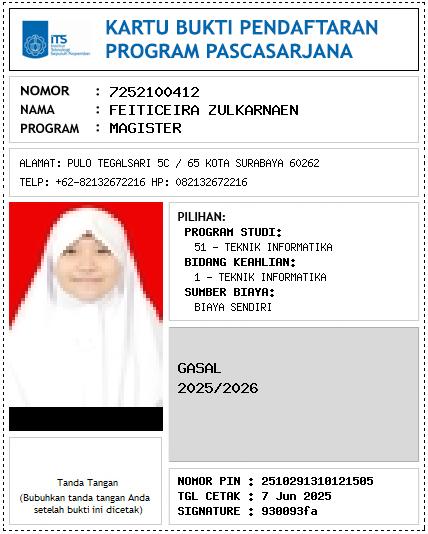 ITS
Institut
Teknologi
Sepuluh Nopember
KARTU BUKTI PENDAFTARAN
PROGRAM PASCASARJANA
NOMOR : 7252100412
NAMA : FEITICEIRA ZULKARNAEN
PROGRAM : MAGISTER
ALAMAT: PULO TEGALSARI 5C / 65 KOTA SURABAYA 60262
TELP: +62-82132672216 HP: 082132672216
PILIHAN:
PROGRAM STUDI:
51 - TEKNIK INFORMATIKA
BIDANG KEAHLIAN:
1 - TEKNIK INFORMATIKA
SUMBER BIAYA:
BIAYA SENDIRI
GASAL
2025/2026
Tanda Tangan
(Bubuhkan tanda tangan Anda
setelah bukti ini dicetak)
NOMOR PIN : 2510291310121505
TGL CETAK : 7 Jun 2025
SIGNATURE : 930093fa